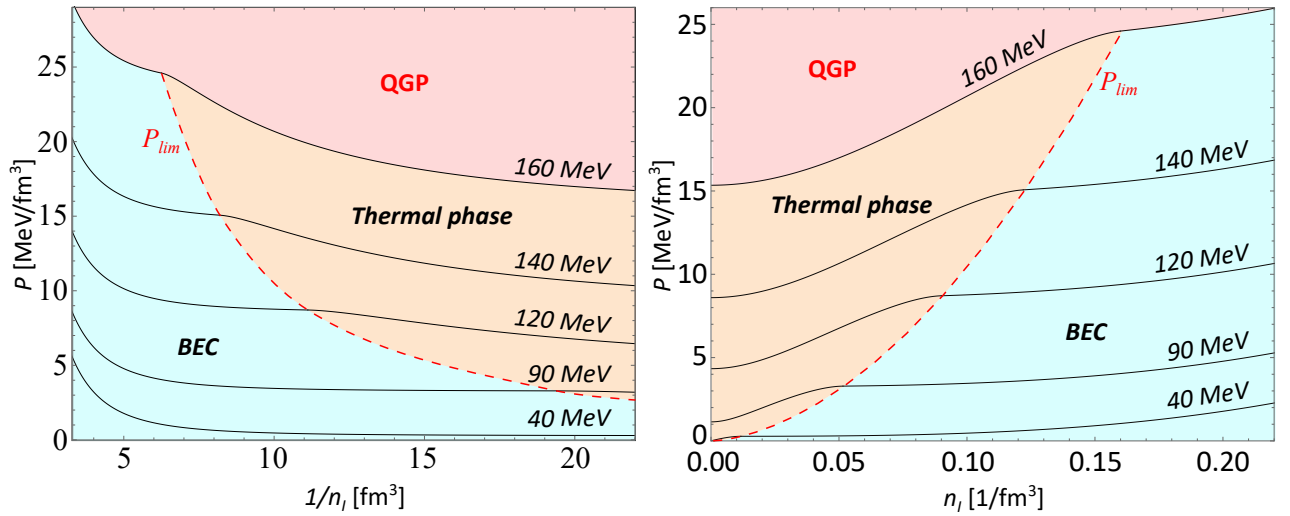 25
20
15
10
5
0
P [MeV/fm³]
QGP
P_lim
160 MeV
Thermal phase
140 MeV
120 MeV
BEC
90 MeV
40 MeV
5
10
15
20
1/n_I [fm³]
25
20
15
10
5
0
P [MeV/fm³]
QGP
160 MeV
P_lim
140 MeV
Thermal phase
120 MeV
BEC
90 MeV
40 MeV
0.00
0.05
0.10
0.15
0.20
n_I [1/fm³]